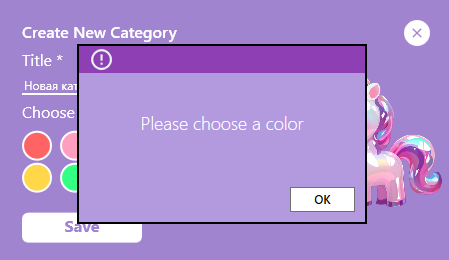 Create New Category
Title *
Новая кат
Choose
Please choose a color
OK
Save